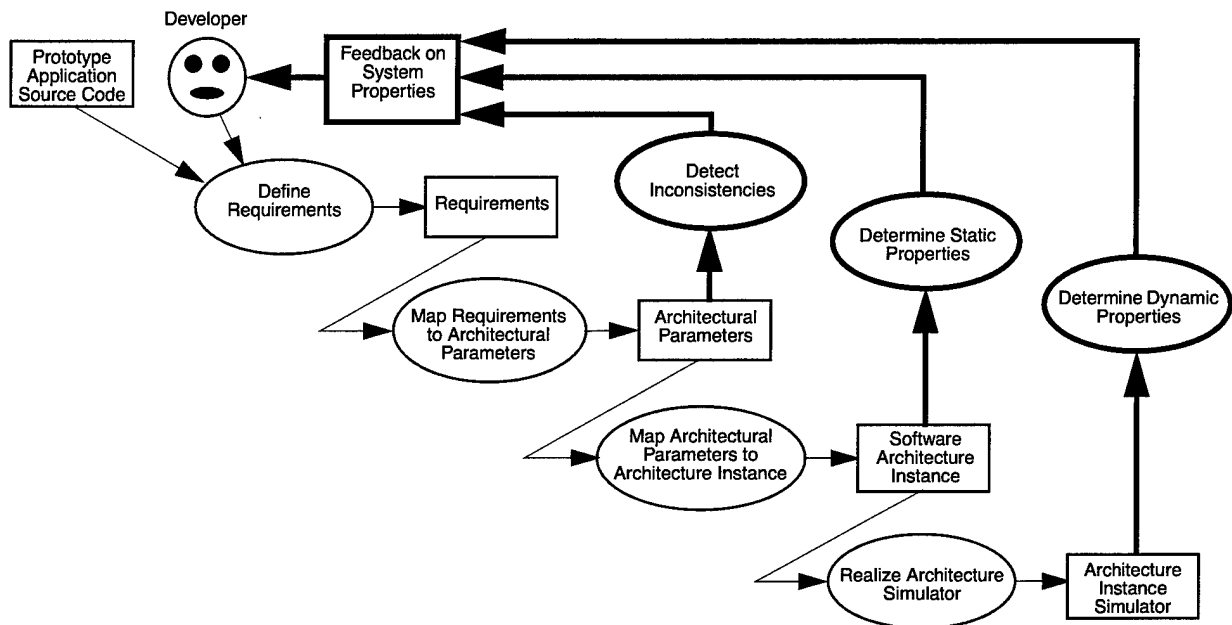 Developer
Prototype
Application
Source Code
Feedback on
System
Properties
Define
Requirements
Requirements
Detect
Inconsistencies
Determine Static
Properties
Determine Dynamic
Properties
Map Requirements
to Architectural
Parameters
Architectural
Parameters
Map Architectural
Parameters to
Architecture Instance
Software
Architecture
Instance
Realize Architecture
Simulator
Architecture
Instance
Simulator